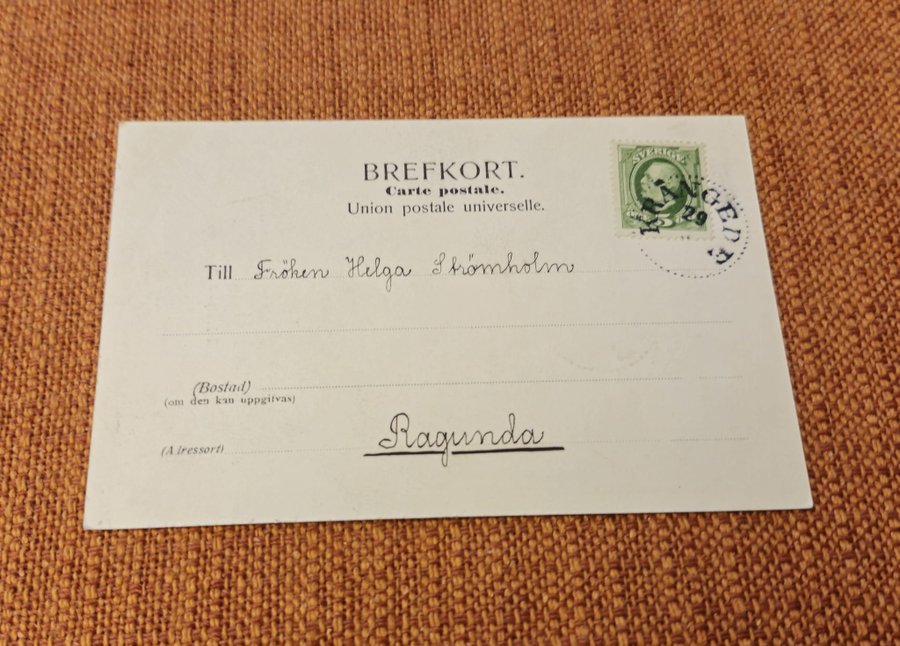 BREFKORT.
Carte postale.
Union postale universelle.
SVERIGE
KRÅNGEDE
29
Till Fröken Helga Strömholm
(Bostad)
(om den kan uppgifvas)
Ragunda
(Adressort)